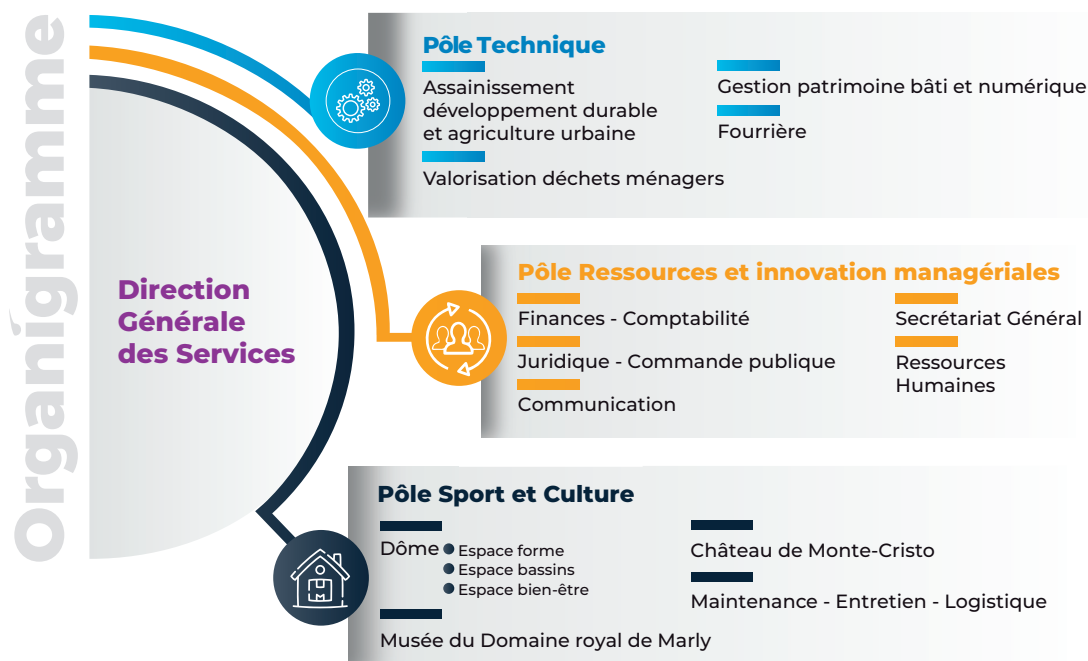 Organigramme
Direction
Générale
des Services
Pôle Technique
Assainissement
développement durable
et agriculture urbaine
Valorisation déchets ménagers
Gestion patrimoine bâti et numérique
Fourrière
Pôle Ressources et innovation managériales
Finances - Comptabilité
Juridique - Commande publique
Communication
Secrétariat Général
Ressources
Humaines
Pôle Sport et Culture
Dôme
Espace forme
Espace bassins
Espace bien-être
Musée du Domaine royal de Marly
Château de Monte-Cristo
Maintenance - Entretien - Logistique